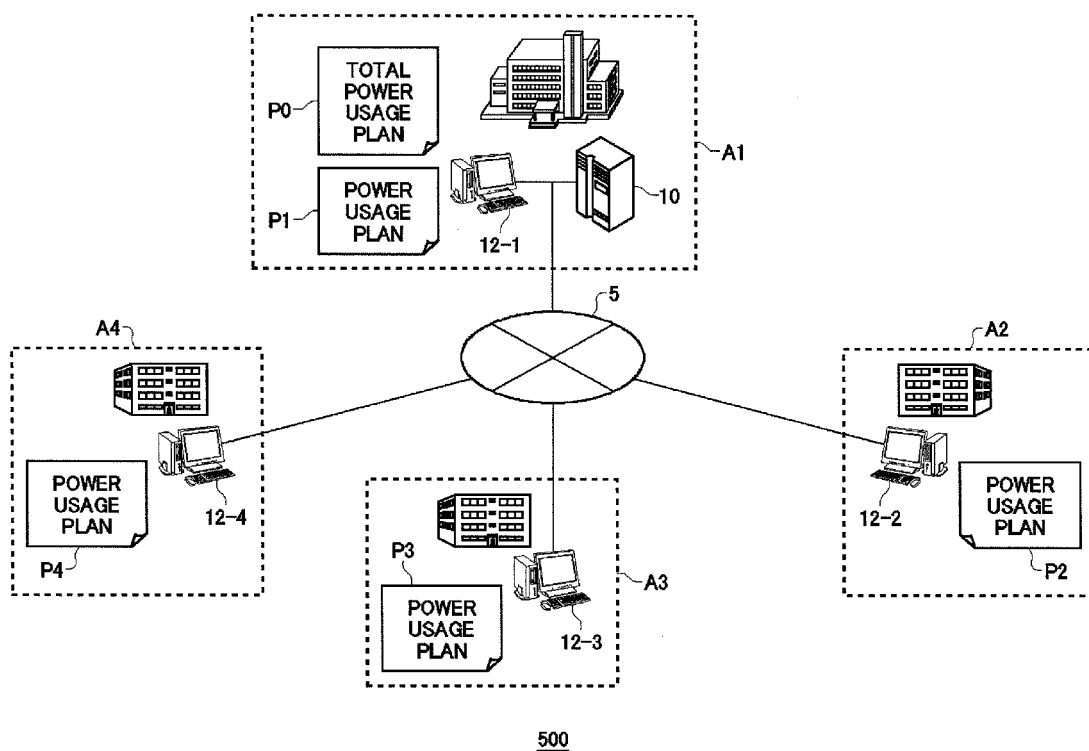 TOTAL
POWER
USAGE
PLAN
P0
A1
10
POWER
USAGE
PLAN
P1
12-1
5
A4
A2
POWER
USAGE
PLAN
12-4
P4
12-2
POWER
USAGE
PLAN
P2
P3
A3
POWER
USAGE
PLAN
12-3
500